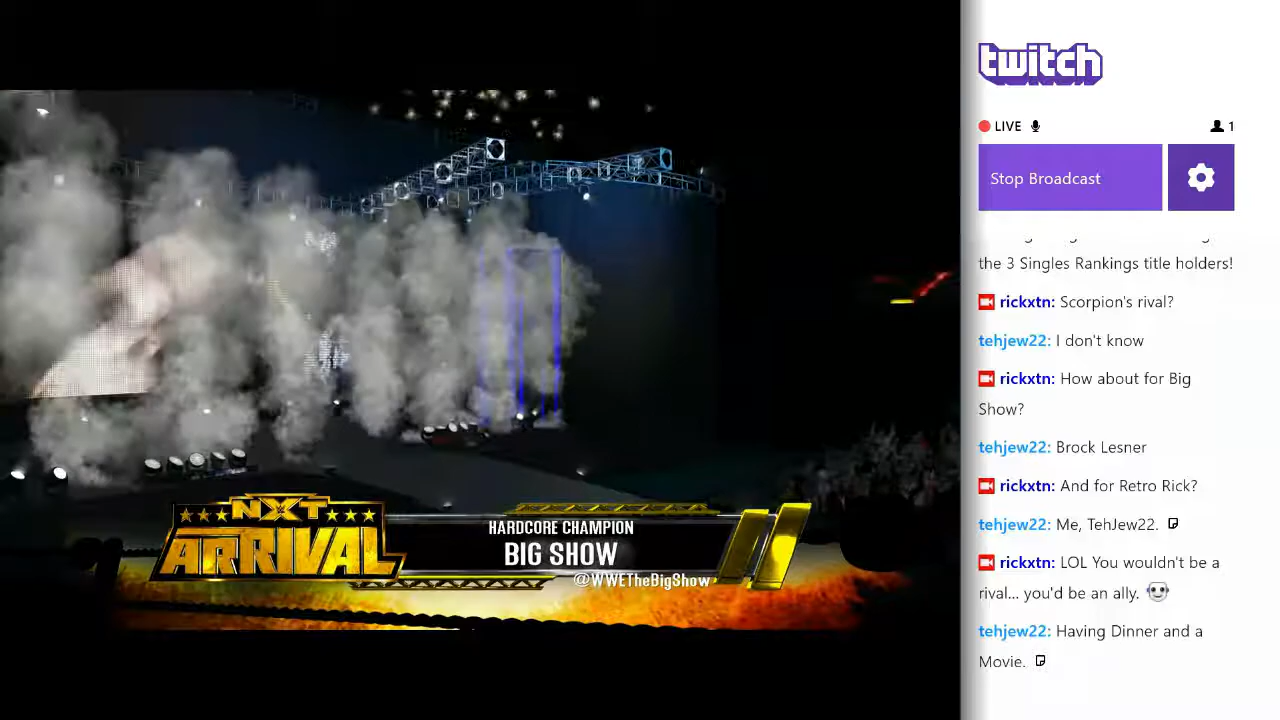 NXT
ARRIVAL
HARDCORE CHAMPION
BIG SHOW
@WWETheBigShow
twitch
LIVE
1
Stop Broadcast
the 3 Singles Rankings title holders!
rickxtn: Scorpion's rival?
tehjew22: I don't know
rickxtn: How about for Big
Show?
tehjew22: Brock Lesner
rickxtn: And for Retro Rick?
tehjew22: Me, TehJew22.
rickxtn: LOL You wouldn't be a
rival... you'd be an ally.
tehjew22: Having Dinner and a
Movie.